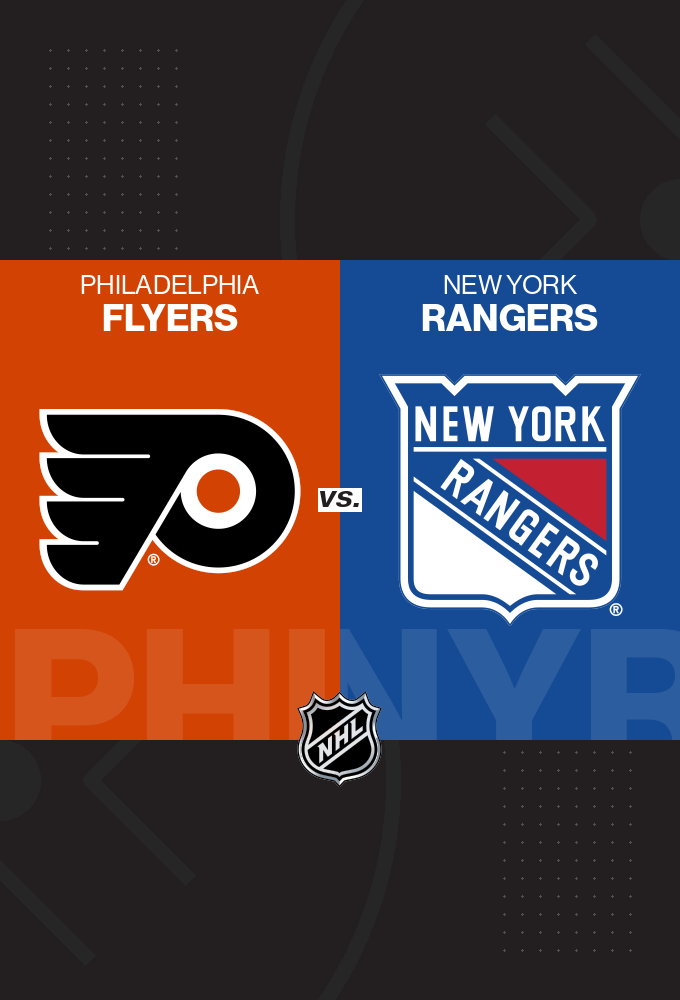 PHILADELPHIA
FLYERS
NEW YORK
RANGERS
NEW YORK
RANGERS
®
vs.
®
PHI
NYR
NHL